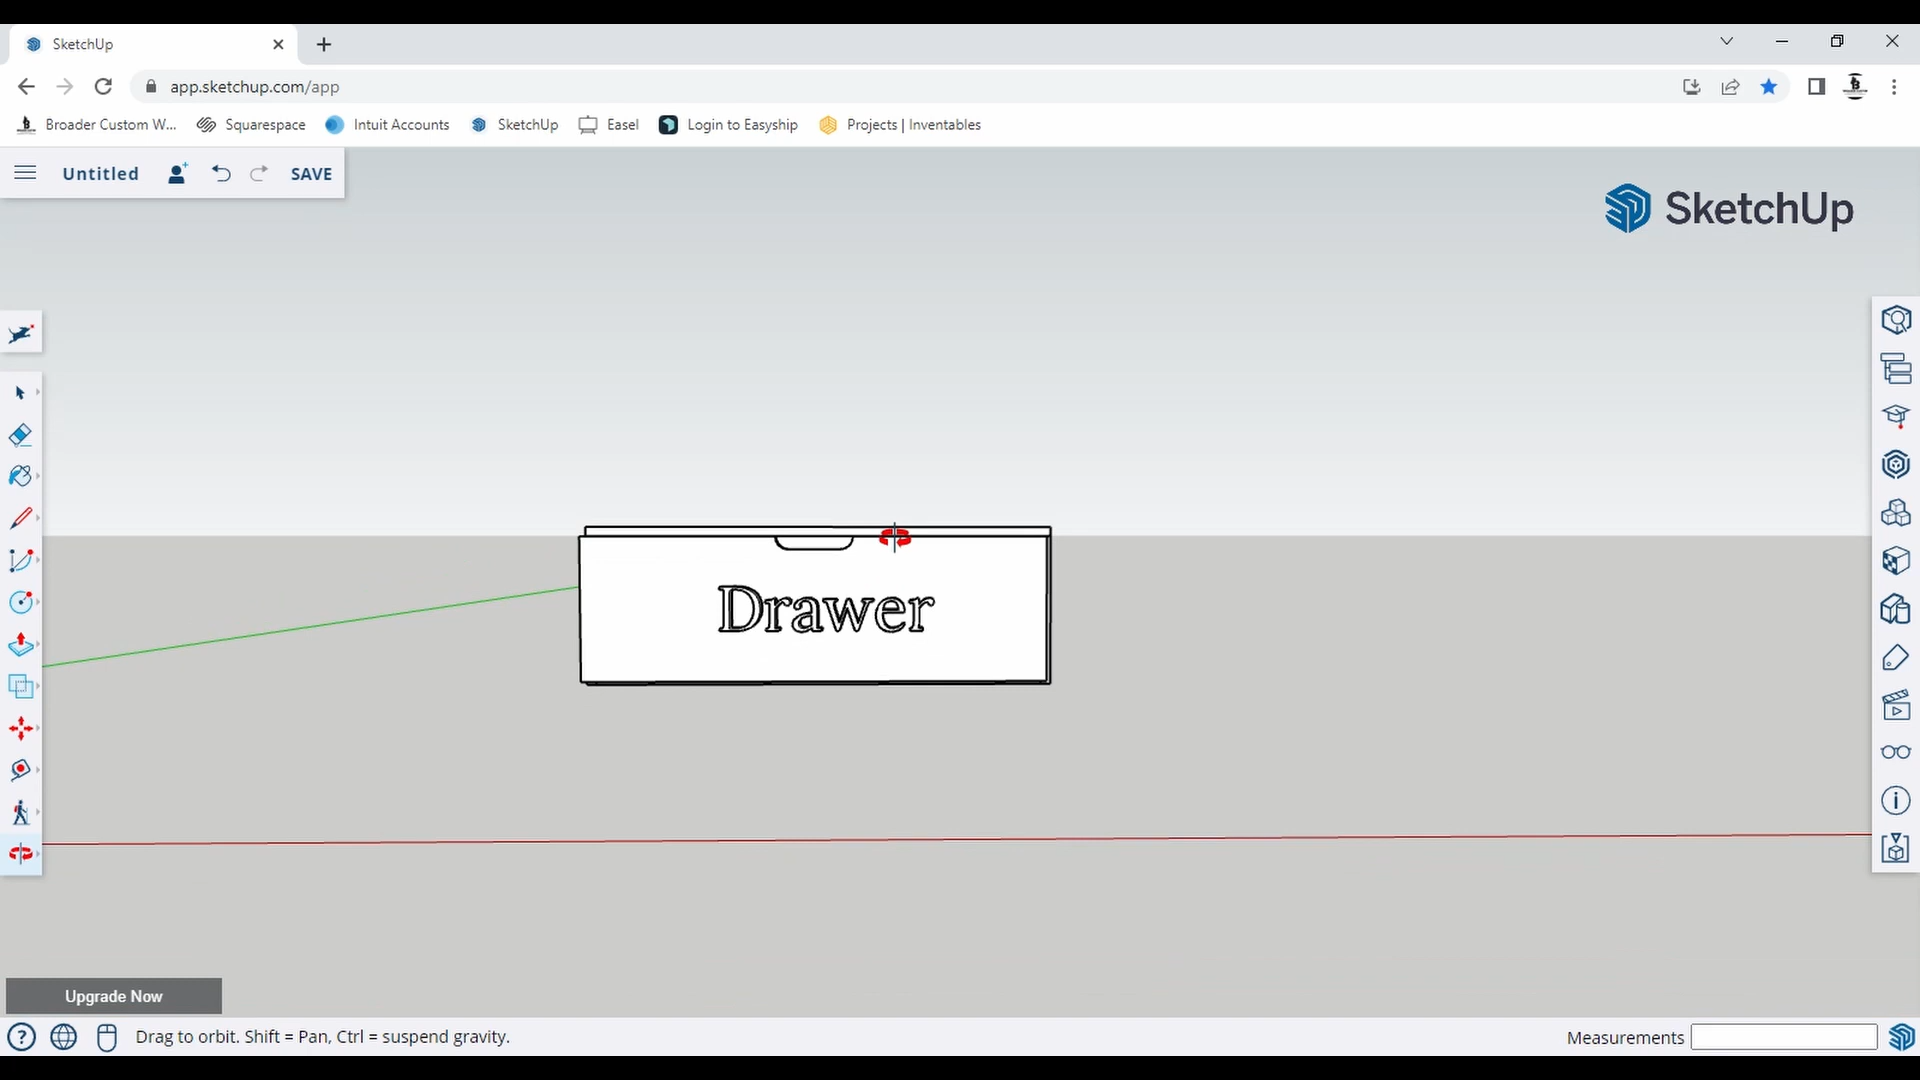 SketchUp
app.sketchup.com/app
Broader Custom W... Squarespace Intuit Accounts SketchUp Easel Login to Easyship Projects | Inventables
Untitled SAVE
SketchUp
Drawer
Upgrade Now
Drag to orbit. Shift = Pan, Ctrl = suspend gravity.
Measurements